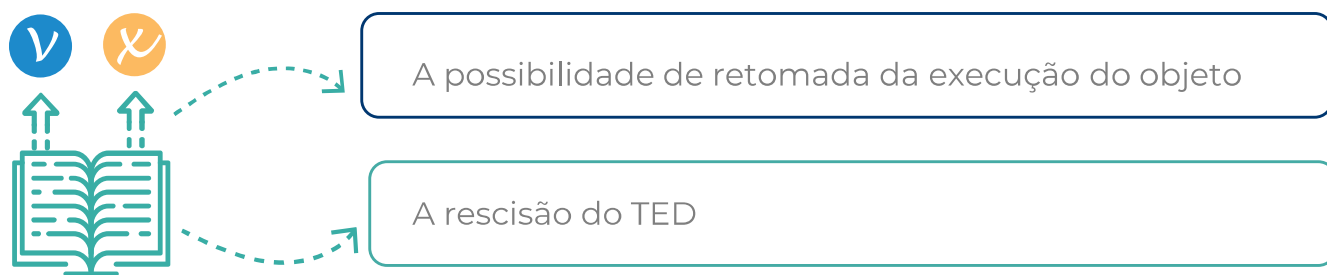 V X
A possibilidade de retomada da execução do objeto
A rescisão do TED